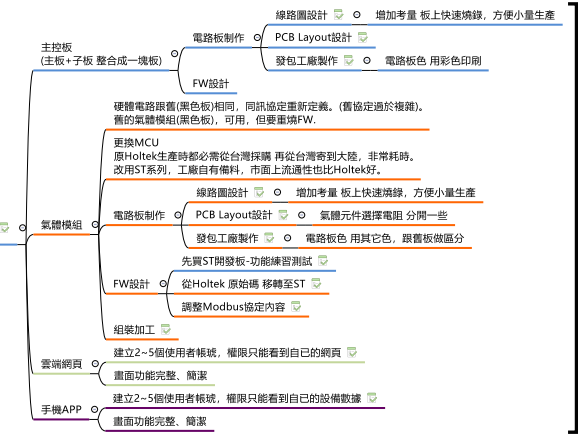 主控板
(主板+子板 整合成一塊板)
電路板制作
線路圖設計
增加考量 板上快速燒錄，方便小量生產
PCB Layout設計
發包工廠製作
電路板色 用彩色印刷
FW設計
氣體模組
硬體電路跟舊(黑色板)相同，同訊協定重新定義。(舊協定過於複雜)。
舊的氣體模組(黑色板)，可用，但要重燒FW.
更換MCU
原Holtek生產時都必需從台灣採購 再從台灣寄到大陸，非常耗時。
改用ST系列，工廠自有備料，市面上流通性也比Holtek好。
電路板制作
線路圖設計
增加考量 板上快速燒錄，方便小量生產
PCB Layout設計
氣體元件選擇電阻 分開一些
發包工廠製作
電路板色 用其它色，跟舊板做區分
FW設計
先買ST開發板-功能練習測試
從Holtek 原始碼 移轉至ST
調整Modbus協定內容
組裝加工
雲端網頁
建立2~5個使用者帳琥，權限只能看到自已的網頁
畫面功能完整、簡潔
手機APP
建立2~5個使用者帳琥，權限只能看到自已的設備數據
畫面功能完整、簡潔